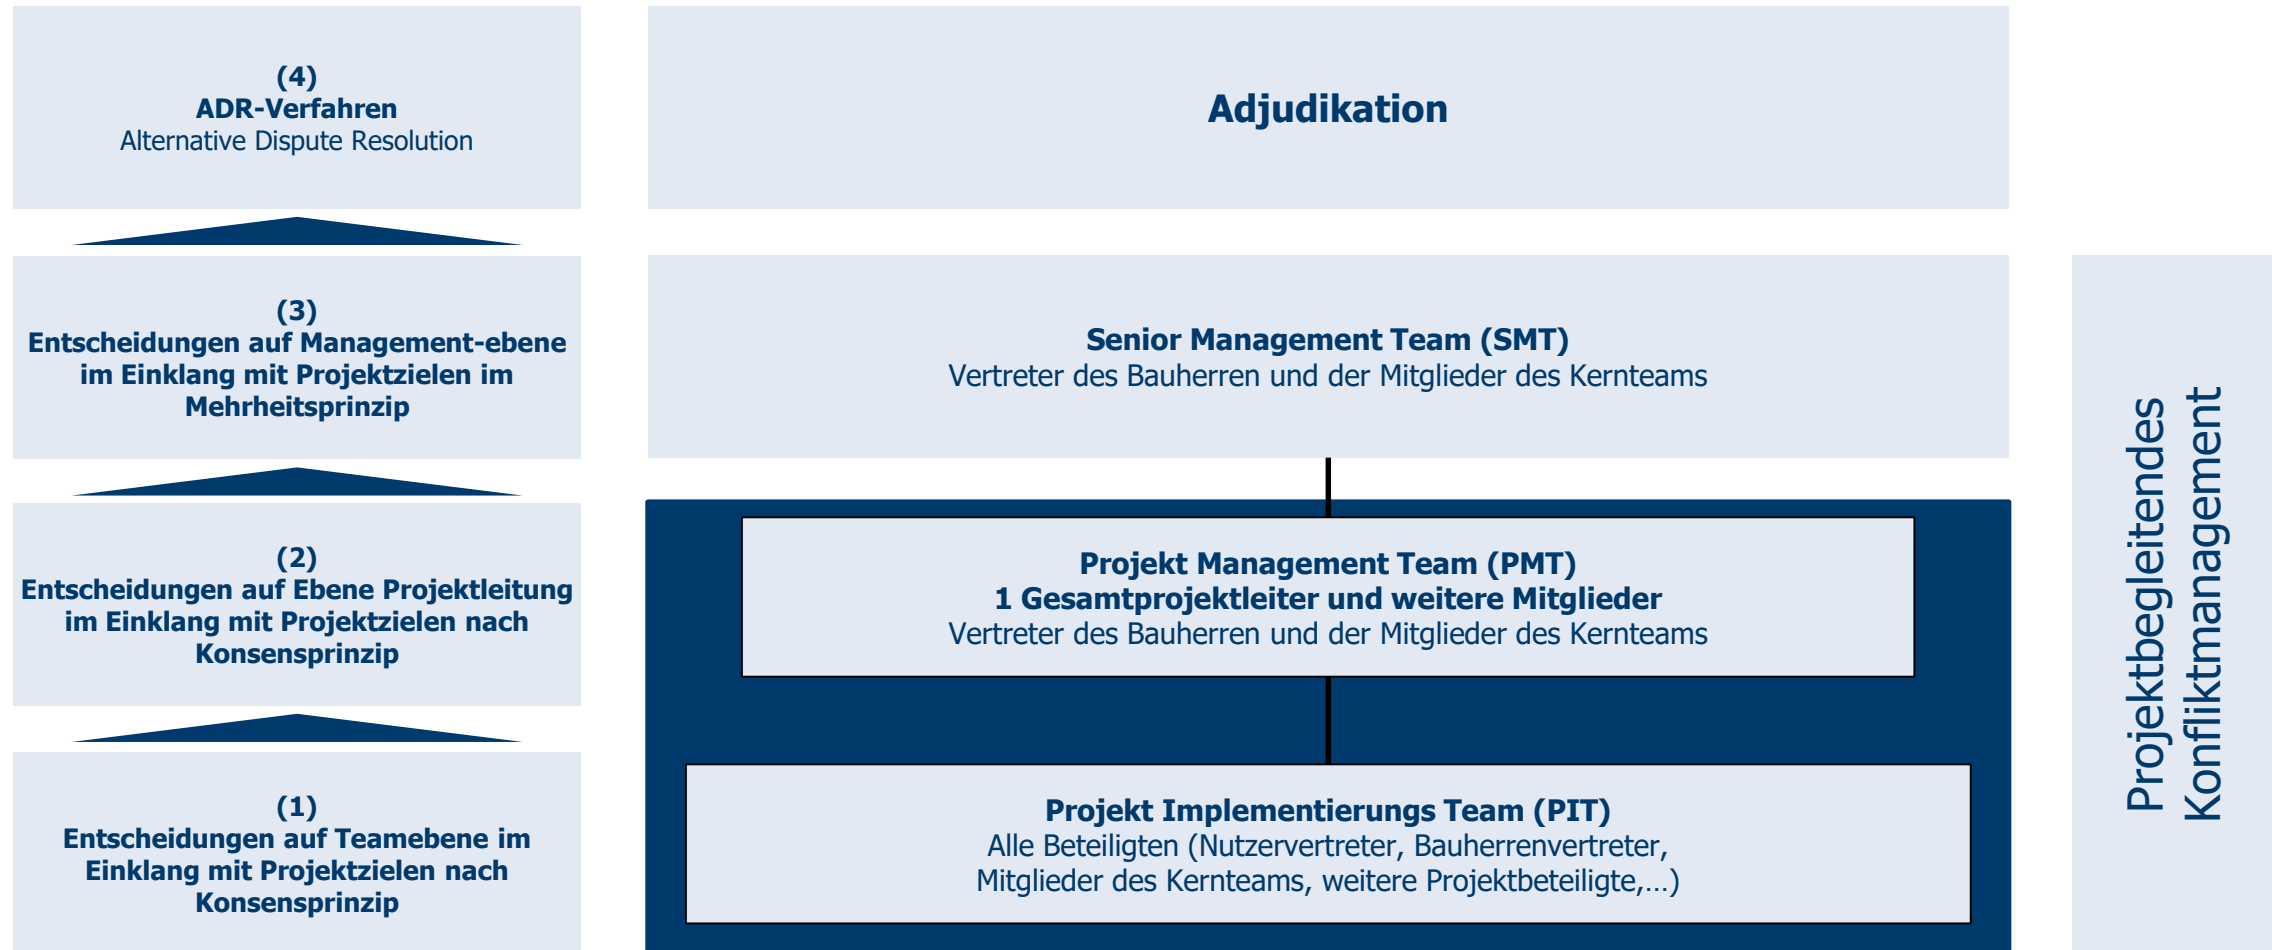 (4)
ADR-Verfahren
Alternative Dispute Resolution
Adjudikation
(3)
Entscheidungen auf Management-ebene
im Einklang mit Projektzielen im
Mehrheitsprinzip
Senior Management Team (SMT)
Vertreter des Bauherren und der Mitglieder des Kernteams
(2)
Entscheidungen auf Ebene Projektleitung
im Einklang mit Projektzielen nach
Konsensprinzip
Projekt Management Team (PMT)
1 Gesamtprojektleiter und weitere Mitglieder
Vertreter des Bauherren und der Mitglieder des Kernteams
(1)
Entscheidungen auf Teamebene im
Einklang mit Projektzielen nach
Konsensprinzip
Projekt Implementierungs Team (PIT)
Alle Beteiligten (Nutzervertreter, Bauherrenvertreter,
Mitglieder des Kernteams, weitere Projektbeteiligte,…)
Projektbegleitendes
Konfliktmanagement